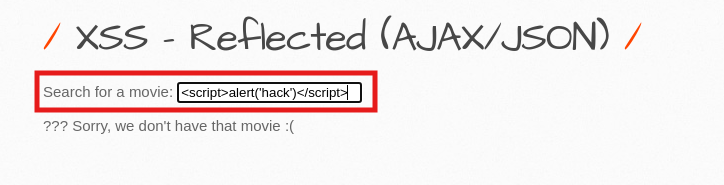 / XSS - Reflected (AJAX/JSON) /
Search for a movie: <script>alert('hack')</script>
??? Sorry, we don't have that movie :(